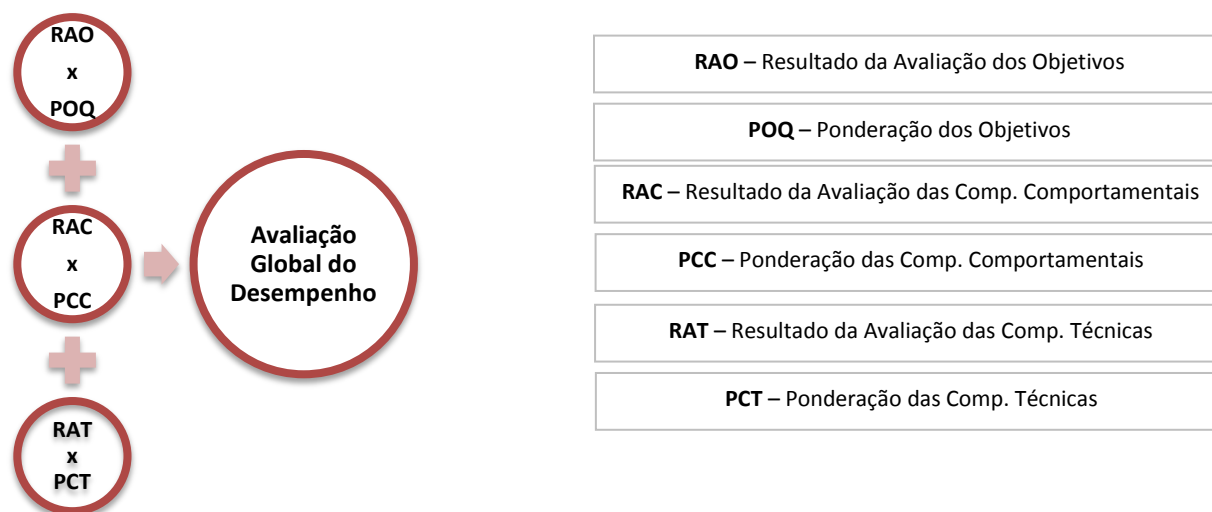 RAO
x
POQ
RAC
x
PCC
RAT
x
PCT
Avaliação
Global do
Desempenho
RAO – Resultado da Avaliação dos Objetivos
POQ – Ponderação dos Objetivos
RAC – Resultado da Avaliação das Comp. Comportamentais
PCC – Ponderação das Comp. Comportamentais
RAT – Resultado da Avaliação das Comp. Técnicas
PCT – Ponderação das Comp. Técnicas